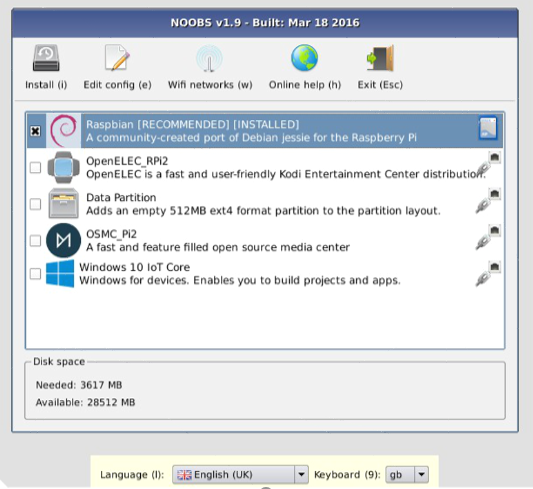 NOOBS v1.9 - Built: Mar 18 2016
Install (i) Edit config (e) Wifi networks (w) Online help (h) Exit (Esc)
Raspbian [RECOMMENDED] [INSTALLED]
A community-created port of Debian jessie for the Raspberry Pi
OpenELEC_RPi2
OpenELEC is a fast and user-friendly Kodi Entertainment Center distribution.
Data Partition
Adds an empty 512MB ext4 format partition to the partition layout.
OSMC_Pi2
A fast and feature filled open source media center
Windows 10 IoT Core
Windows for devices. Enables you to build projects and apps.
Disk space
Needed: 3617 MB
Available: 28512 MB
Language (l): English (UK) Keyboard (9): gb